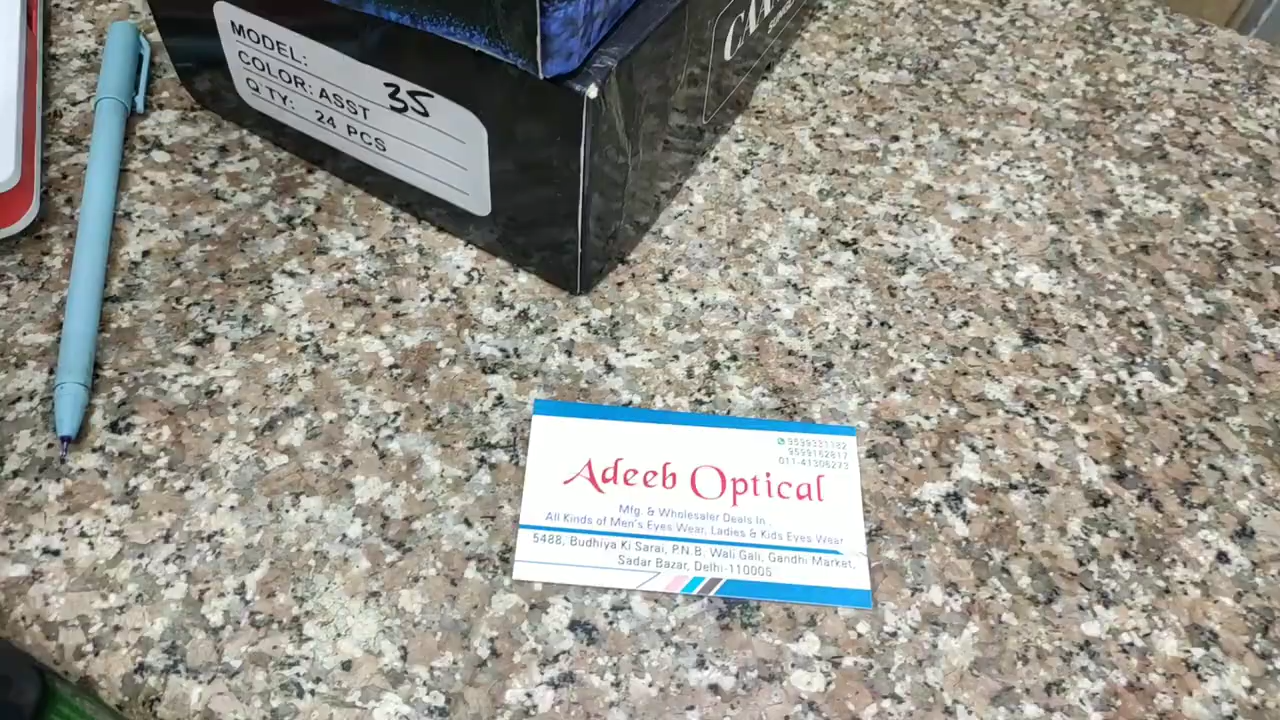 MODEL:
COLOR: ASST 35
Q'TY: 24 PCS
9599331182
9599162817
011-41306273
Adeeb Optical
Mfg. & Wholesaler Deals In.
All Kinds of Men's Eyes Wear, Ladies & Kids Eyes Wear
5488, Budhiya Ki Sarai, P.N.B. Wali Gali, Gandhi Market,
Sadar Bazar, Delhi-110006